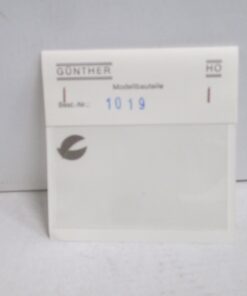 GÜNTHER HO
Modellbauteile
Best.-Nr.: 1019